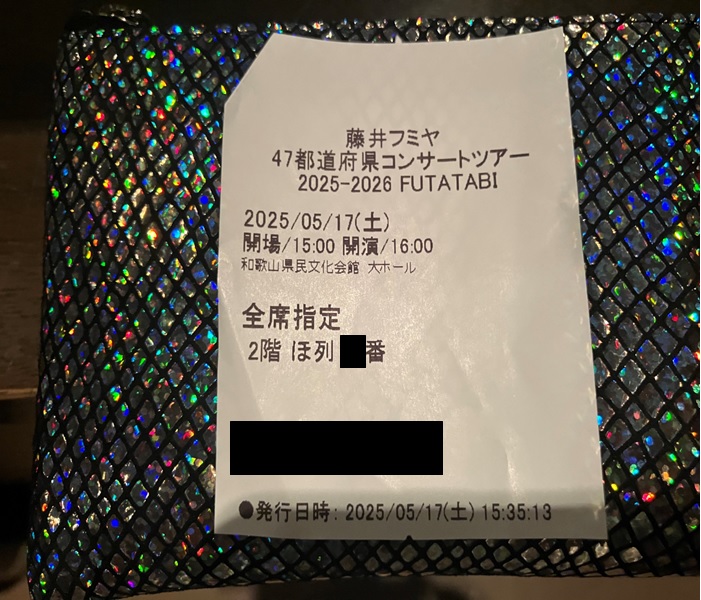 藤井フミヤ
47都道府県コンサートツアー
2025-2026 FUTATABI
2025/05/17(土)
開場/15:00 開演/16:00
和歌山県民文化会館 大ホール
全席指定
2階 ほ列 番
●発行日時: 2025/05/17(土) 15:35:13